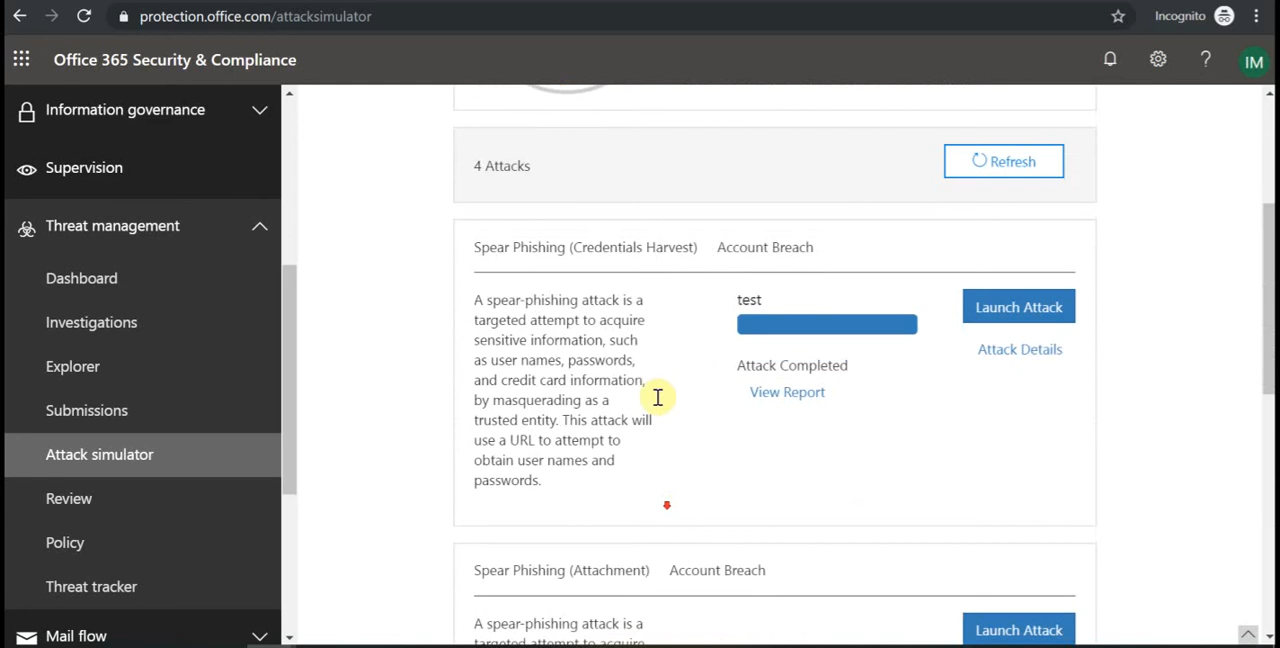 protection.office.com/attacksimulator
Incognito
Office 365 Security & Compliance
IM
Information governance
Supervision
Threat management
Dashboard
Investigations
Explorer
Submissions
Attack simulator
Review
Policy
Threat tracker
Mail flow
4 Attacks
Refresh
Spear Phishing (Credentials Harvest) Account Breach
A spear-phishing attack is a
targeted attempt to acquire
sensitive information, such
as user names, passwords,
and credit card information,
by masquerading as a
trusted entity. This attack will
use a URL to attempt to
obtain user names and
passwords.
test
Attack Completed
View Report
Launch Attack
Attack Details
Spear Phishing (Attachment) Account Breach
A spear-phishing attack is a
targeted attempt to acquire
Launch Attack